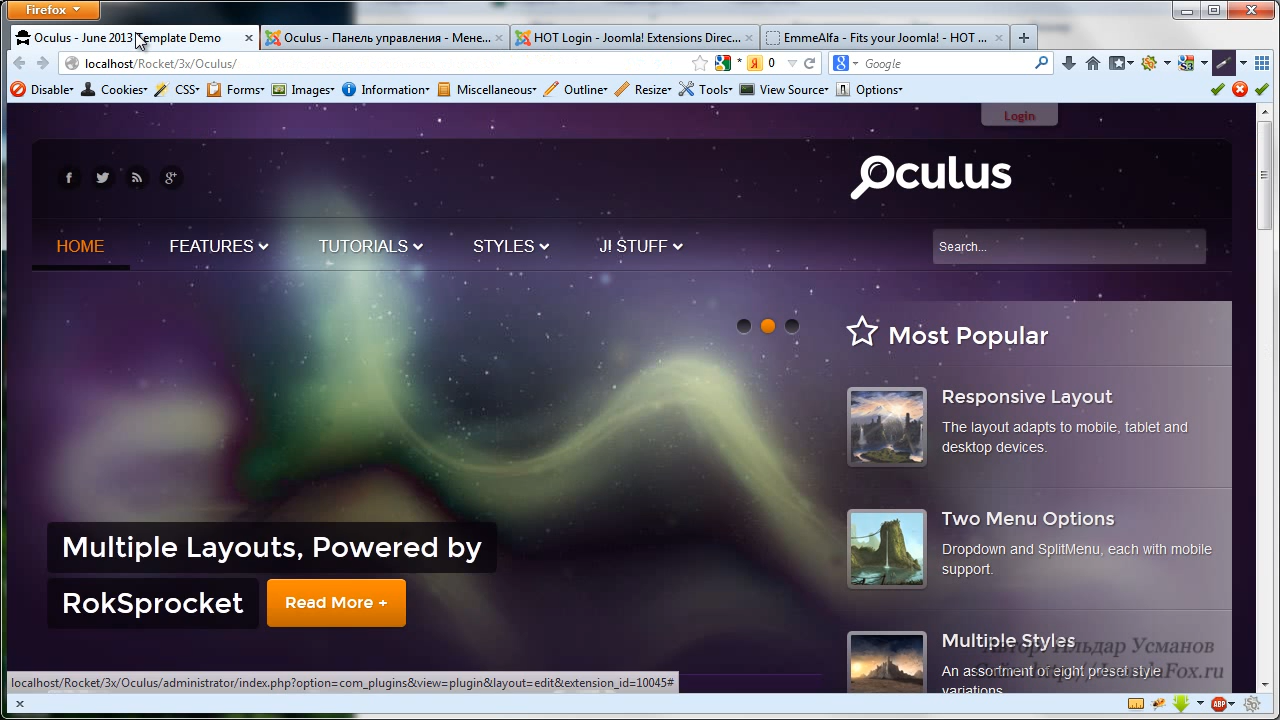 Firefox
Oculus - June 2013 Template Demo
Oculus - Панель управления - Мене...
HOT Login - Joomla! Extensions Direc...
EmmeAlfa - Fits your Joomla! - HOT ...
localhost/Rocket/3x/Oculus/
Я 0
8 Google
Disable Cookies CSS Forms Images Information Miscellaneous Outline Resize Tools View Source Options
Login
f g+
Oculus
HOME FEATURES TUTORIALS STYLES J! STUFF
Search...
Most Popular
Responsive Layout
The layout adapts to mobile, tablet and
desktop devices.
Two Menu Options
Dropdown and SplitMenu, each with mobile
support.
Multiple Layouts, Powered by
RokSprocket
Read More +
Multiple Styles
An assortment of eight preset style
variations
Усманов
localhost/Rocket/3x/Oculus/administrator/index.php?option=com_plugins&view=plugin&layout=edit&extension_id=10045#
ABP